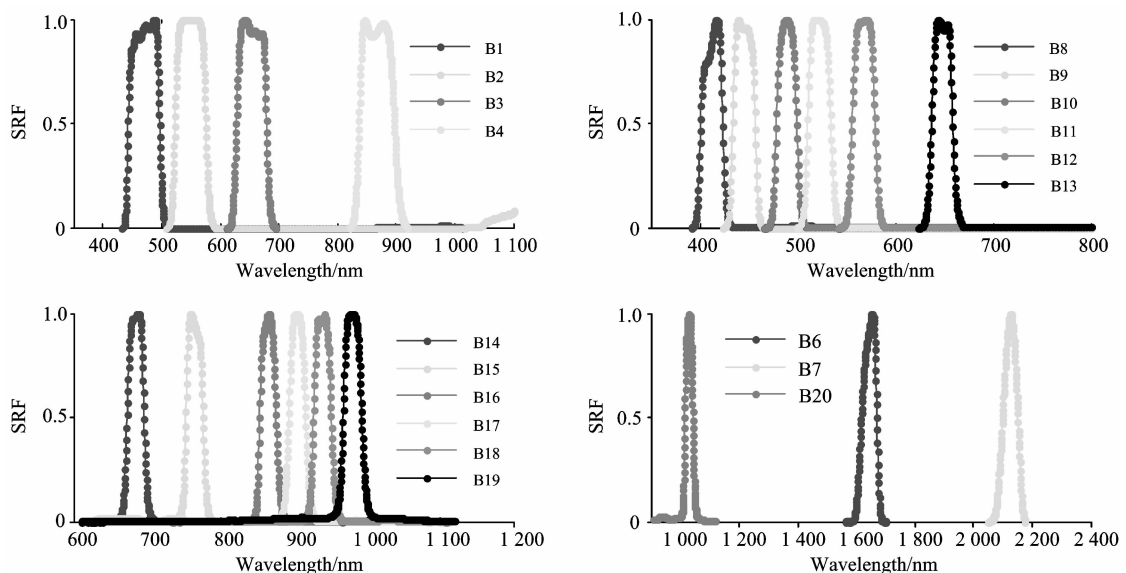 1.0
0.5
0
SRF
400 500 600 700 800 900 1 000 1 100
Wavelength/nm
B1
B2
B3
B4
1.0
0.5
0
SRF
400 500 600 700 800
Wavelength/nm
B8
B9
B10
B11
B12
B13
1.0
0.5
0
SRF
600 700 800 900 1 000 1 100 1 200
Wavelength/nm
B14
B15
B16
B17
B18
B19
1.0
0.5
0
SRF
1 000 1 200 1 400 1 600 1 800 2 000 2 200 2 400
Wavelength/nm
B6
B7
B20